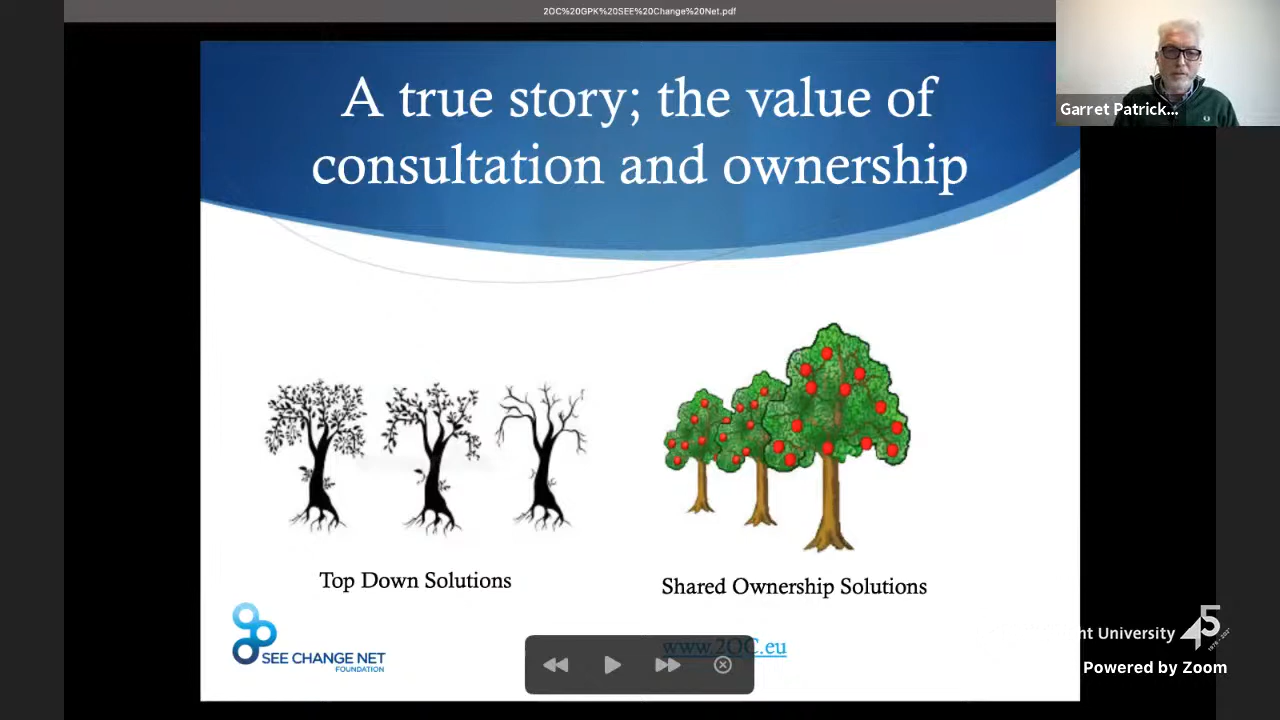 2OC%20GPK%20SEE%20Change%20Net.pdf
Garret Patrick...
A true story; the value of
consultation and ownership
Top Down Solutions
Shared Ownership Solutions
SEE CHANGE NET
FOUNDATION
www.2OC.eu
University
45
Powered by Zoom